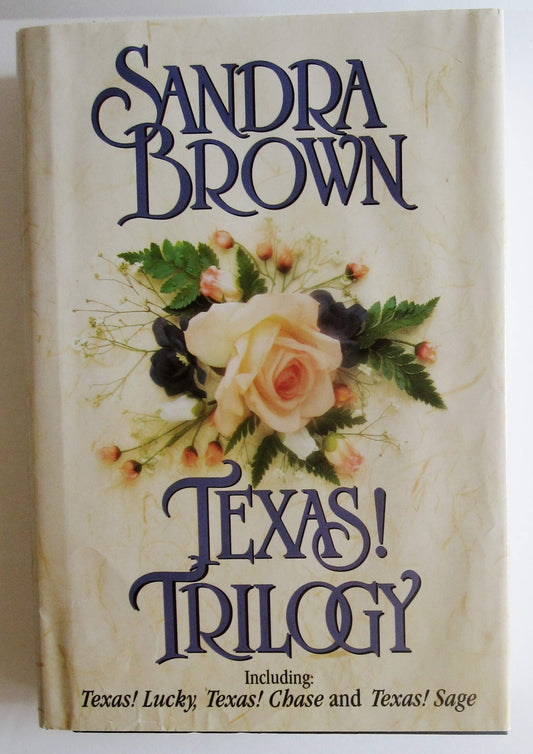 SANDRA
BROWN
TEXAS!
TRILOGY
Including:
Texas! Lucky, Texas! Chase and Texas! Sage